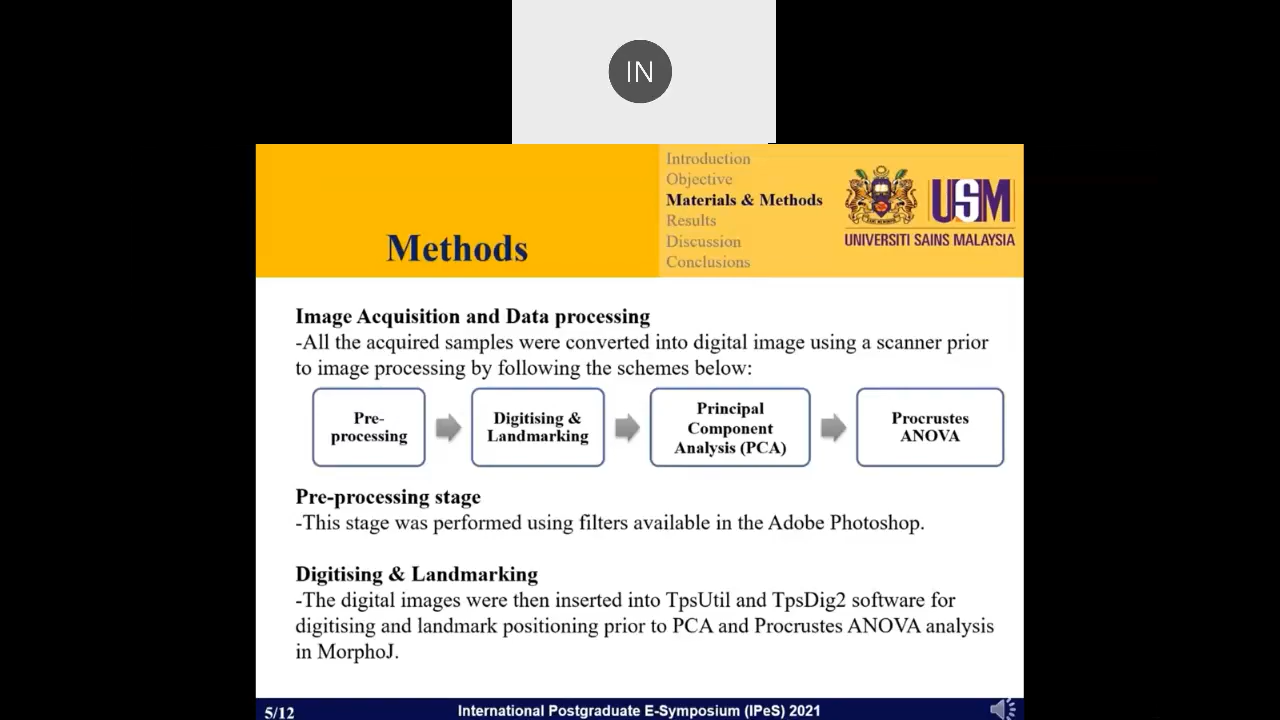 IN
Methods
Introduction
Objective
Materials & Methods
Results
Discussion
Conclusions
USM
UNIVERSITI SAINS MALAYSIA
Image Acquisition and Data processing
-All the acquired samples were converted into digital image using a scanner prior
to image processing by following the schemes below:
Pre-
processing
Digitising &
Landmarking
Principal
Component
Analysis (PCA)
Procrustes
ANOVA
Pre-processing stage
-This stage was performed using filters available in the Adobe Photoshop.
Digitising & Landmarking
-The digital images were then inserted into TpsUtil and TpsDig2 software for
digitising and landmark positioning prior to PCA and Procrustes ANOVA analysis
in MorphoJ.
5/12
International Postgraduate E-Symposium (IPeS) 2021